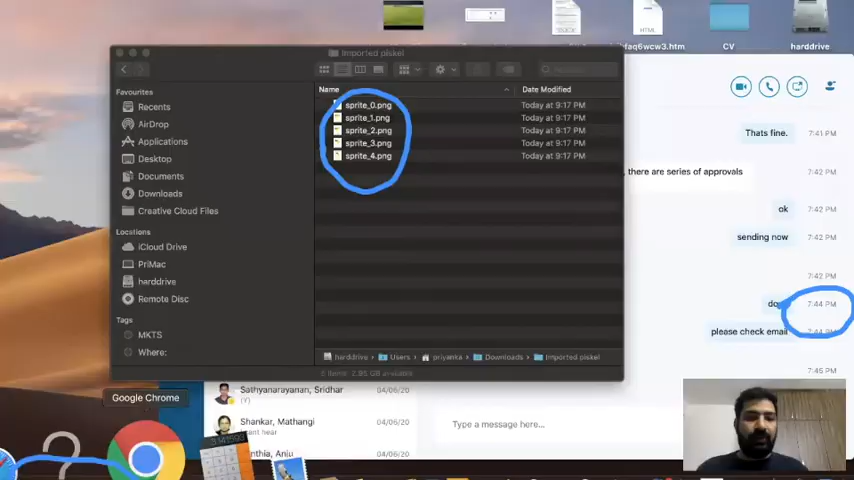 faq6wcw3.htm
CV
harddrive
Imported piskel
Name
Date Modified
Favourites
Recents
AirDrop
Applications
Desktop
Documents
Downloads
Creative Cloud Files
Locations
iCloud Drive
PriMac
harddrive
Remote Disc
Tags
MKTS
Where:
sprite_0.png Today at 9:17 PM
sprite_1.png Today at 9:17 PM
sprite_2.png Today at 9:17 PM
sprite_3.png Today at 9:17 PM
sprite_4.png Today at 9:17 PM
harddrive Users priyanka Downloads Imported piskel
Thats fine. 7:41 PM
, there are series of approvals 7:42 PM
ok 7:42 PM
sending now 7:42 PM
7:42 PM
7:44 PM
please check email
7:45 PM
Google Chrome
Sathyanarayanan, Sridhar 04/06/20
(Y)
Shankar, Mathangi 04/06/20
Anju 04/06/20
Type a message here...
HTML